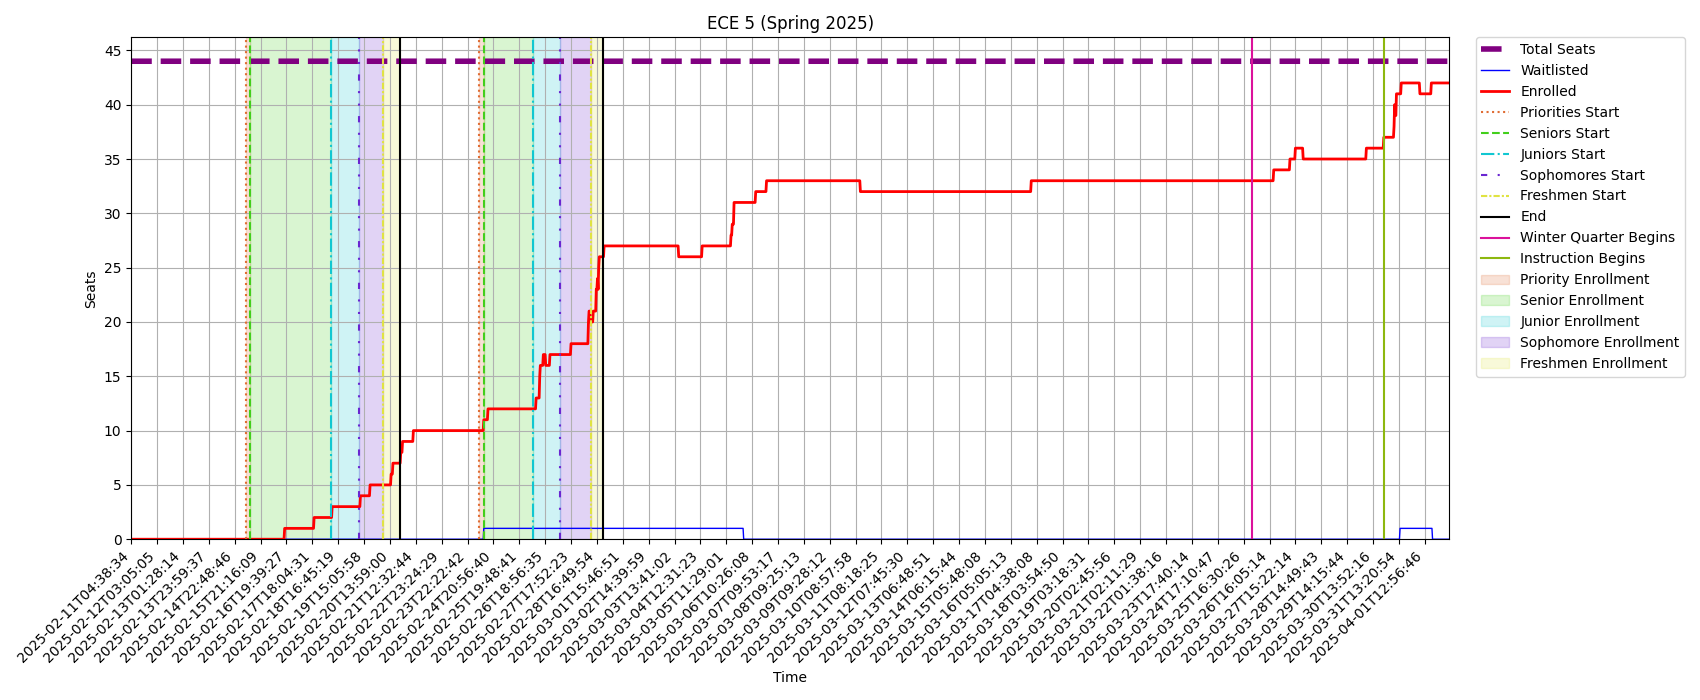 ECE 5 (Spring 2025)
Seats
45
40
35
30
25
20
15
10
5
0
2025-02-11T04:38:34
2025-02-12T03:05:05
2025-02-13T01:28:14
2025-02-13T23:59:37
2025-02-14T22:48:46
2025-02-15T21:16:09
2025-02-16T19:39:27
2025-02-17T18:04:31
2025-02-18T16:45:19
2025-02-19T15:05:58
2025-02-20T13:59:00
2025-02-21T12:32:44
2025-02-22T23:24:29
2025-02-23T22:22:42
2025-02-24T20:56:40
2025-02-25T19:48:41
2025-02-26T18:56:35
2025-02-27T17:52:23
2025-02-28T16:49:54
2025-03-01T15:46:51
2025-03-02T14:39:59
2025-03-03T13:41:02
2025-03-04T12:31:23
2025-03-05T11:29:01
2025-03-06T10:26:08
2025-03-07T09:53:17
2025-03-08T09:25:13
2025-03-09T09:28:12
2025-03-10T08:57:58
2025-03-11T08:18:25
2025-03-12T07:45:30
2025-03-13T06:48:51
2025-03-14T06:15:44
2025-03-15T05:48:08
2025-03-16T05:05:13
2025-03-17T04:38:08
2025-03-18T03:54:50
2025-03-19T03:18:31
2025-03-20T02:45:56
2025-03-21T02:11:29
2025-03-22T01:38:16
2025-03-23T17:40:14
2025-03-24T17:10:47
2025-03-25T16:30:26
2025-03-26T16:05:14
2025-03-27T15:22:14
2025-03-28T14:49:43
2025-03-29T14:15:44
2025-03-30T13:52:16
2025-03-31T13:20:54
2025-04-01T12:56:46
Time
Total Seats
Waitlisted
Enrolled
Priorities Start
Seniors Start
Juniors Start
Sophomores Start
Freshmen Start
End
Winter Quarter Begins
Instruction Begins
Priority Enrollment
Senior Enrollment
Junior Enrollment
Sophomore Enrollment
Freshmen Enrollment